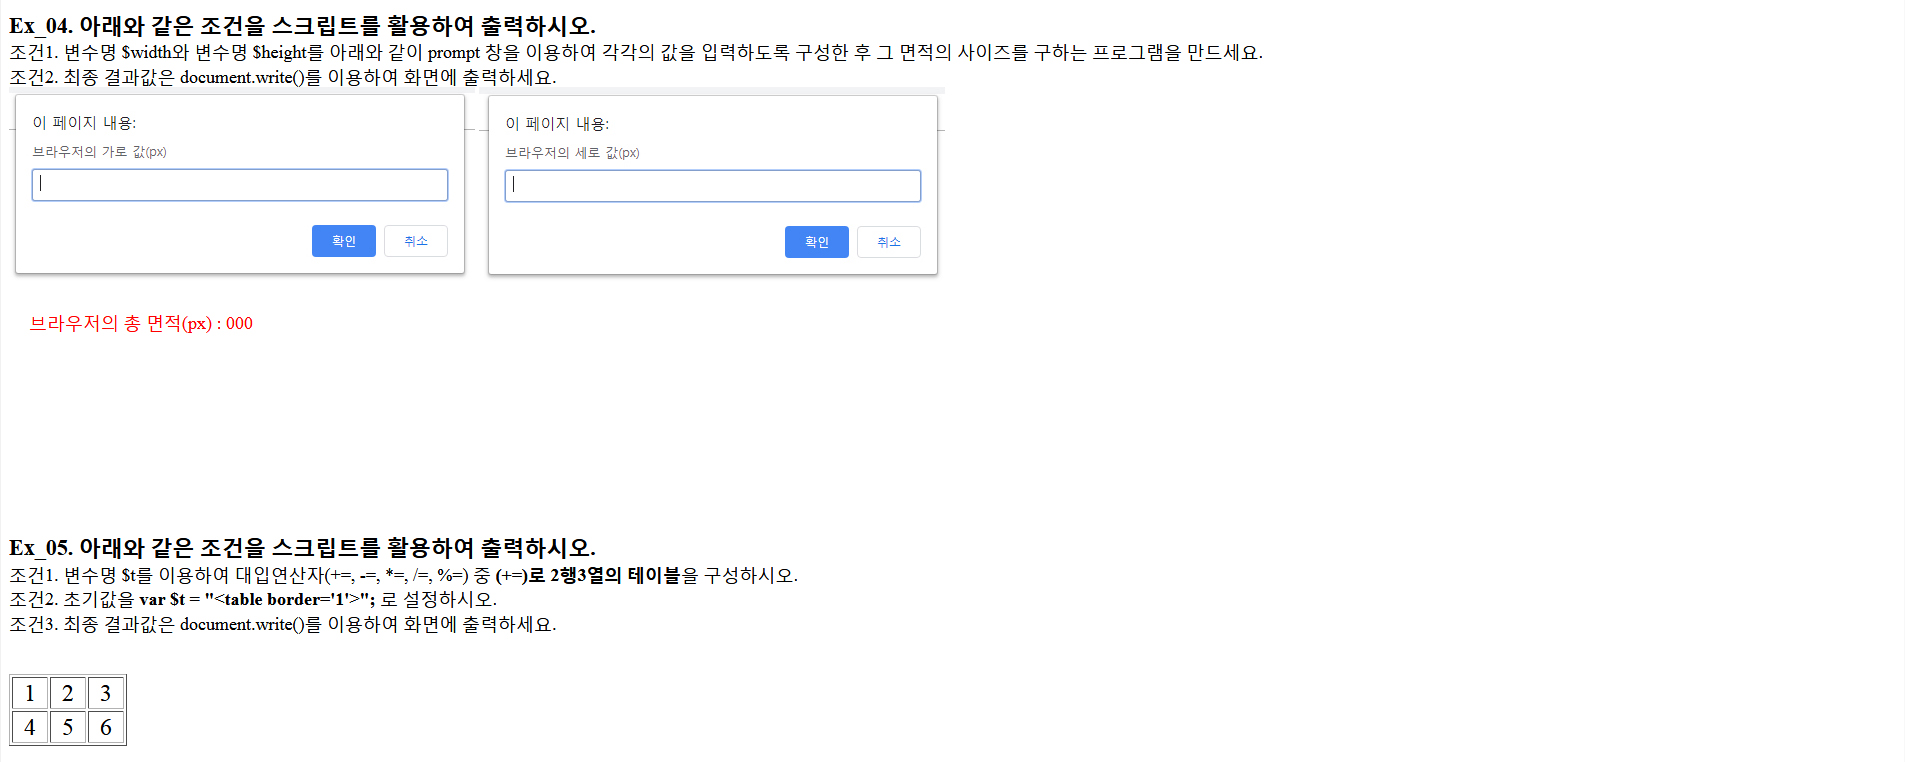 Ex_04. 아래와 같은 조건을 스크립트를 활용하여 출력하시오.
조건1. 변수명 $width와 변수명 $height를 아래와 같이 prompt 창을 이용하여 각각의 값을 입력하도록 구성한 후 그 면적의 사이즈를 구하는 프로그램을 만드세요.
조건2. 최종 결과값은 document.write()를 이용하여 화면에 출력하세요.
이 페이지 내용:
브라우저의 가로 값(px)
확인 취소
이 페이지 내용:
브라우저의 세로 값(px)
확인 취소
브라우저의 총 면적(px) : 000
Ex_05. 아래와 같은 조건을 스크립트를 활용하여 출력하시오.
조건1. 변수명 $t를 이용하여 대입연산자(+=, -=, *=, /=, %=) 중 (+=)로 2행3열의 테이블을 구성하시오.
조건2. 초기값을 var $t = "<table border='1'>"; 로 설정하시오.
조건3. 최종 결과값은 document.write()를 이용하여 화면에 출력하세요.
1 2 3
4 5 6